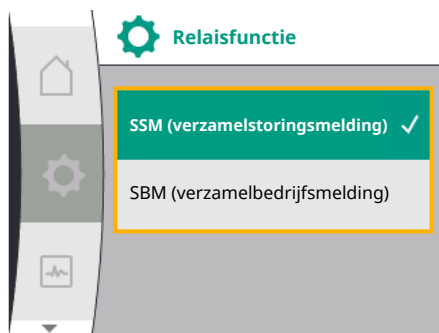 Relaisfunctie
SSM (verzamelstoringsmelding)
SBM (verzamelbedrijfsmelding)